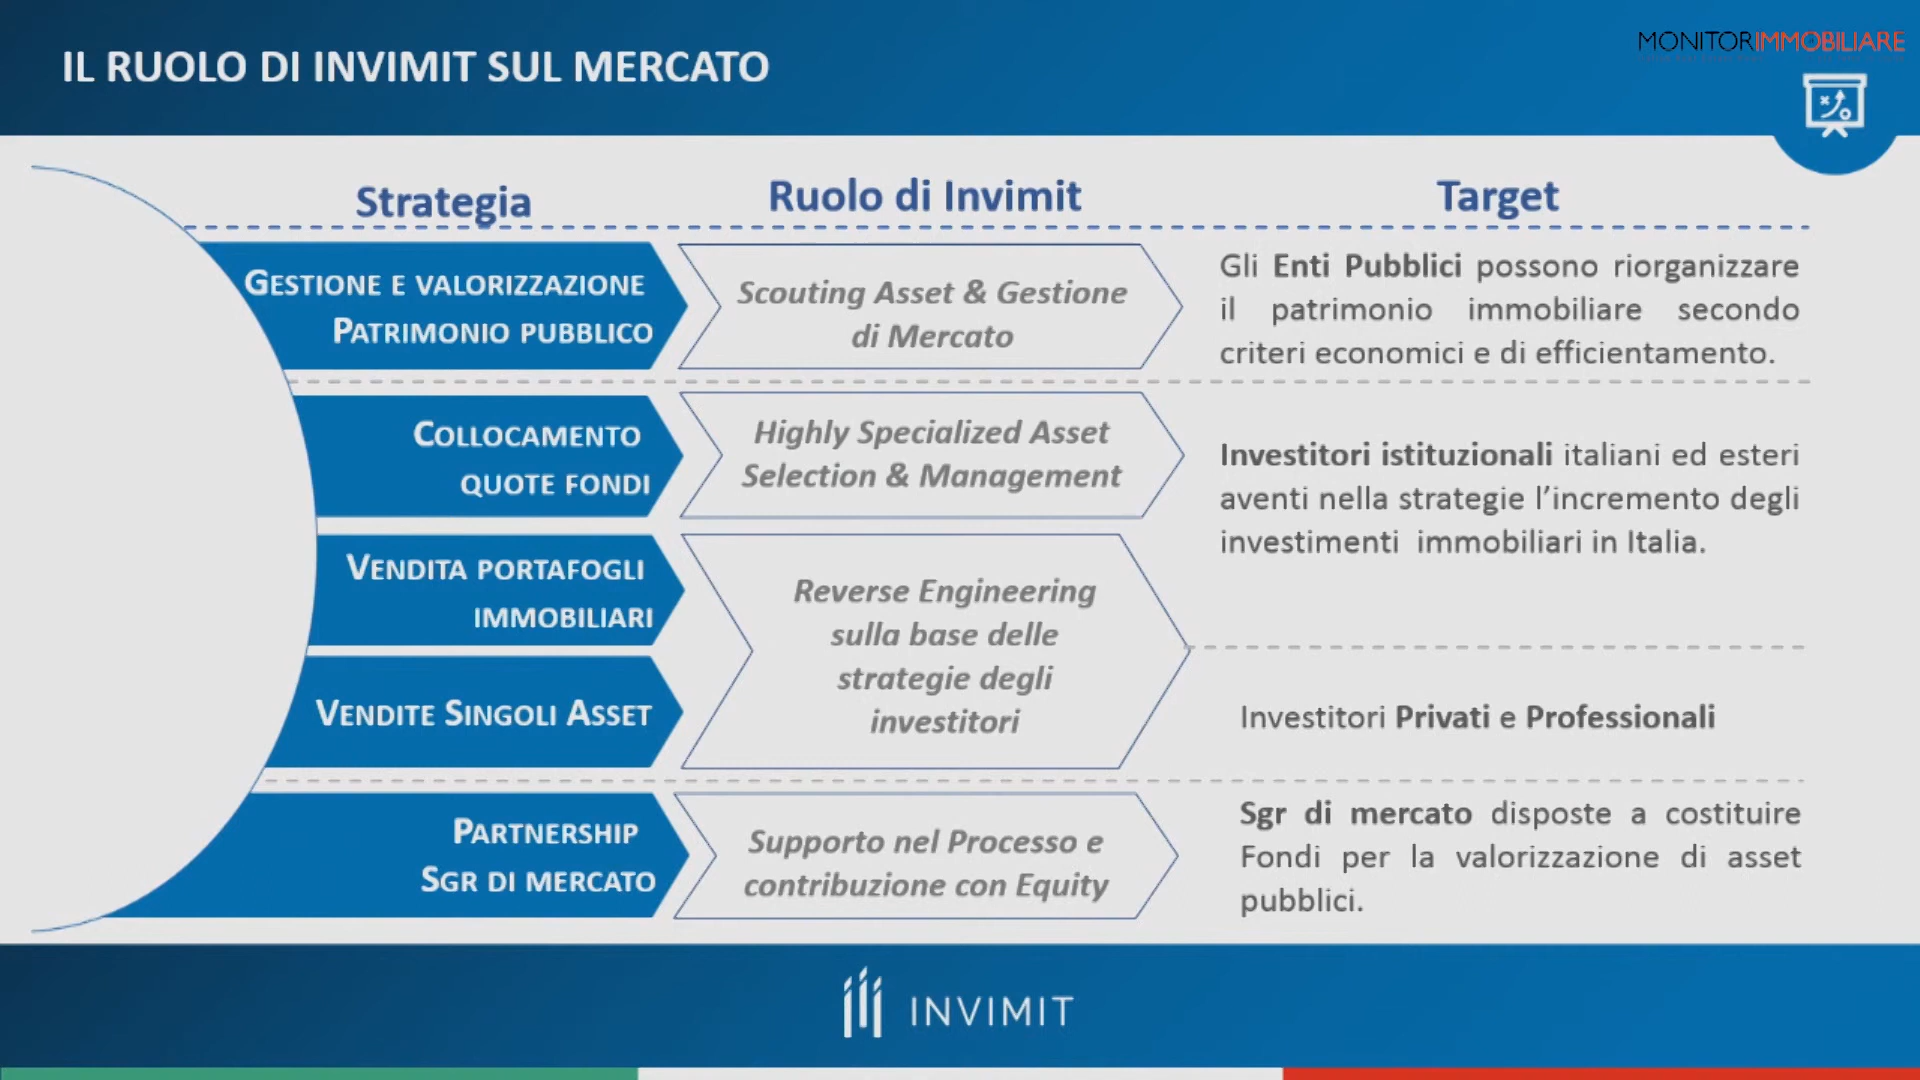 IL RUOLO DI INVIMIT SUL MERCATO
MONITORIMMOBILIARE
Strategia
Ruolo di Invimit
Target
GESTIONE E VALORIZZAZIONE
PATRIMONIO PUBBLICO
Scouting Asset & Gestione
di Mercato
Gli Enti Pubblici possono riorganizzare
il patrimonio immobiliare secondo
criteri economici e di efficientamento.
COLLOCAMENTO
QUOTE FONDI
Highly Specialized Asset
Selection & Management
Investitori istituzionali italiani ed esteri
aventi nella strategie l’incremento degli
investimenti immobiliari in Italia.
VENDITA PORTAFOGLI
IMMOBILIARI
Reverse Engineering
sulla base delle
strategie degli
investitori
VENDITE SINGOLI ASSET
Investitori Privati e Professionali
PARTNERSHIP
SGR DI MERCATO
Supporto nel Processo e
contribuzione con Equity
Sgr di mercato disposte a costituire
Fondi per la valorizzazione di asset
pubblici.
INVIMIT